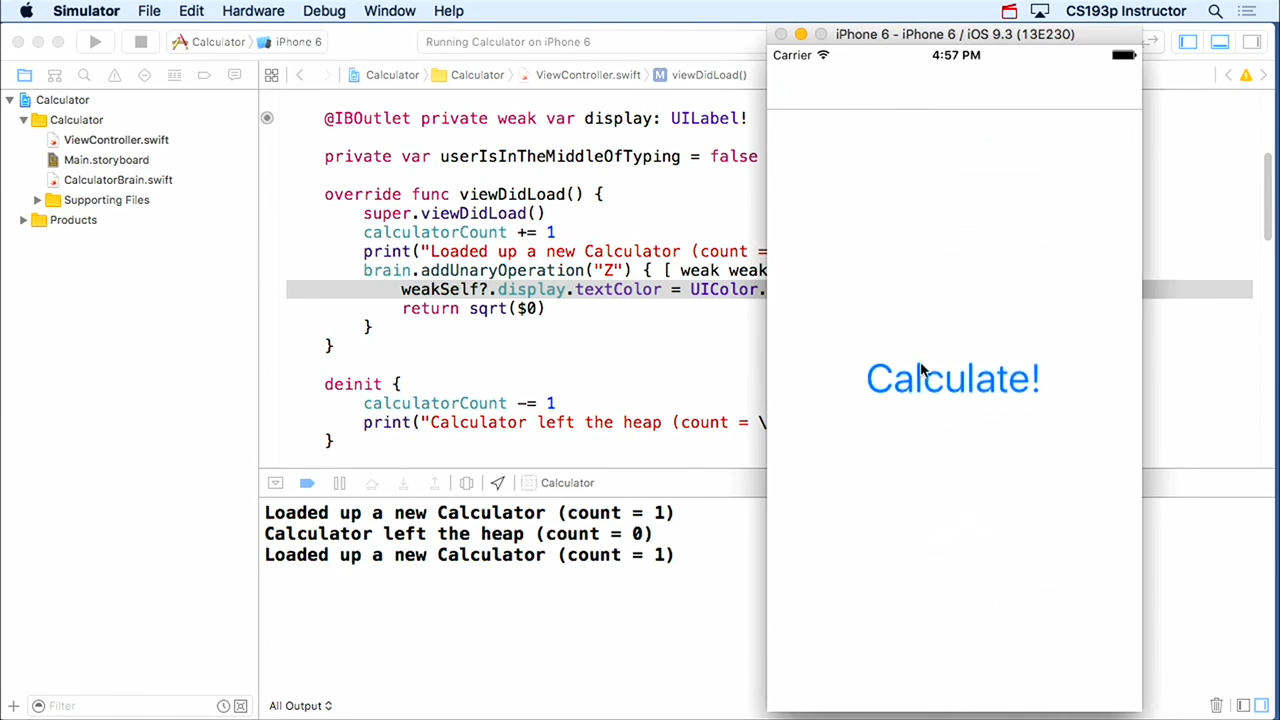 Simulator File Edit Hardware Debug Window Help CS193p Instructor
Calculator iPhone 6 Running Calculator on iPhone 6
iPhone 6 - iPhone 6 / iOS 9.3 (13E230)
Carrier 4:57 PM
Calculator Calculator ViewController.swift M viewDidLoad()
Calculator
Calculator
ViewController.swift
Main.storyboard
CalculatorBrain.swift
Supporting Files
Products
@IBOutlet private weak var display: UILabel!
private var userIsInTheMiddleOfTyping = false
override func viewDidLoad() {
super.viewDidLoad()
calculatorCount += 1
print("Loaded up a new Calculator (count =
brain.addUnaryOperation("Z") { [ weak weak
weakSelf?.display.textColor = UIColor.
return sqrt($0)
}
}
deinit {
calculatorCount -= 1
print("Calculator left the heap (count = \
}
Calculate!
Calculator
Loaded up a new Calculator (count = 1)
Calculator left the heap (count = 0)
Loaded up a new Calculator (count = 1)
Filter
All Output